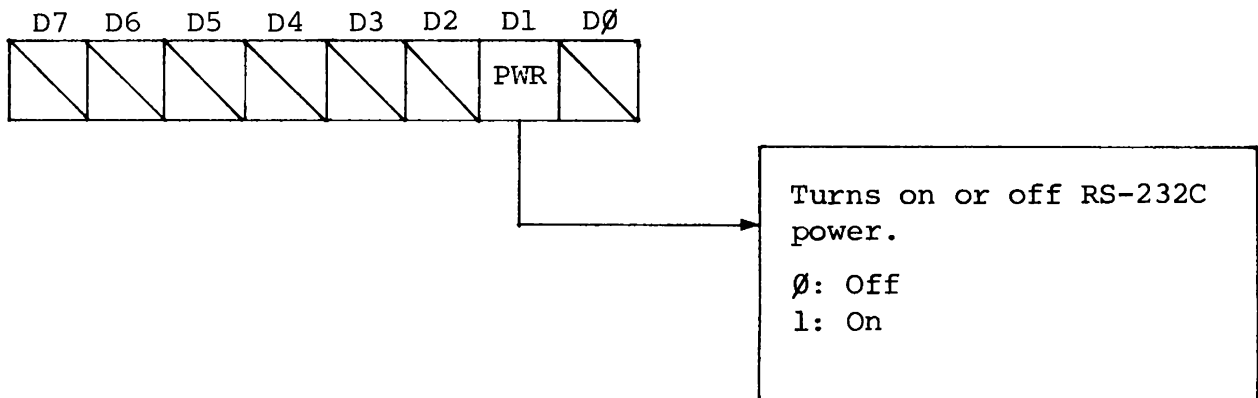 D7 D6 D5 D4 D3 D2 D1 DØ
PWR
Turns on or off RS-232C
power.
Ø: Off
1: On